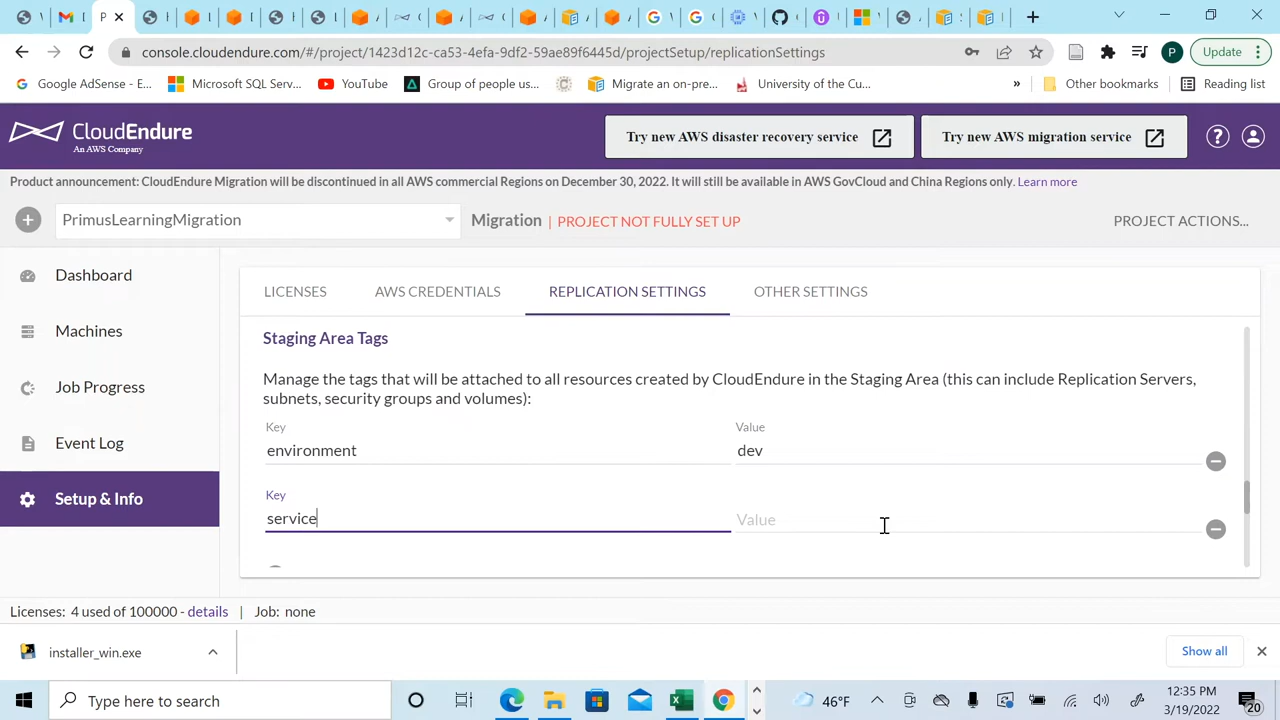 P
console.cloudendure.com/#/project/1423d12c-ca53-4efa-9df2-59ae89f6445d/projectSetup/replicationSettings
P
Update
Google AdSense - E...
Microsoft SQL Serv...
YouTube
Group of people us...
Migrate an on-pre...
University of the Cu...
»
Other bookmarks
Reading list
CloudEndure
An AWS Company
Try new AWS disaster recovery service
Try new AWS migration service
Product announcement: CloudEndure Migration will be discontinued in all AWS commercial Regions on December 30, 2022. It will still be available in AWS GovCloud and China Regions only. Learn more
PrimusLearningMigration
Migration | PROJECT NOT FULLY SET UP
PROJECT ACTIONS...
Dashboard
Machines
Job Progress
Event Log
Setup & Info
LICENSES
AWS CREDENTIALS
REPLICATION SETTINGS
OTHER SETTINGS
Staging Area Tags
Manage the tags that will be attached to all resources created by CloudEndure in the Staging Area (this can include Replication Servers,
subnets, security groups and volumes):
Key
Value
environment
dev
Key
service
Value
Licenses: 4 used of 100000 - details | Job: none
installer_win.exe
Show all
Type here to search
46°F
12:35 PM
3/19/2022
20